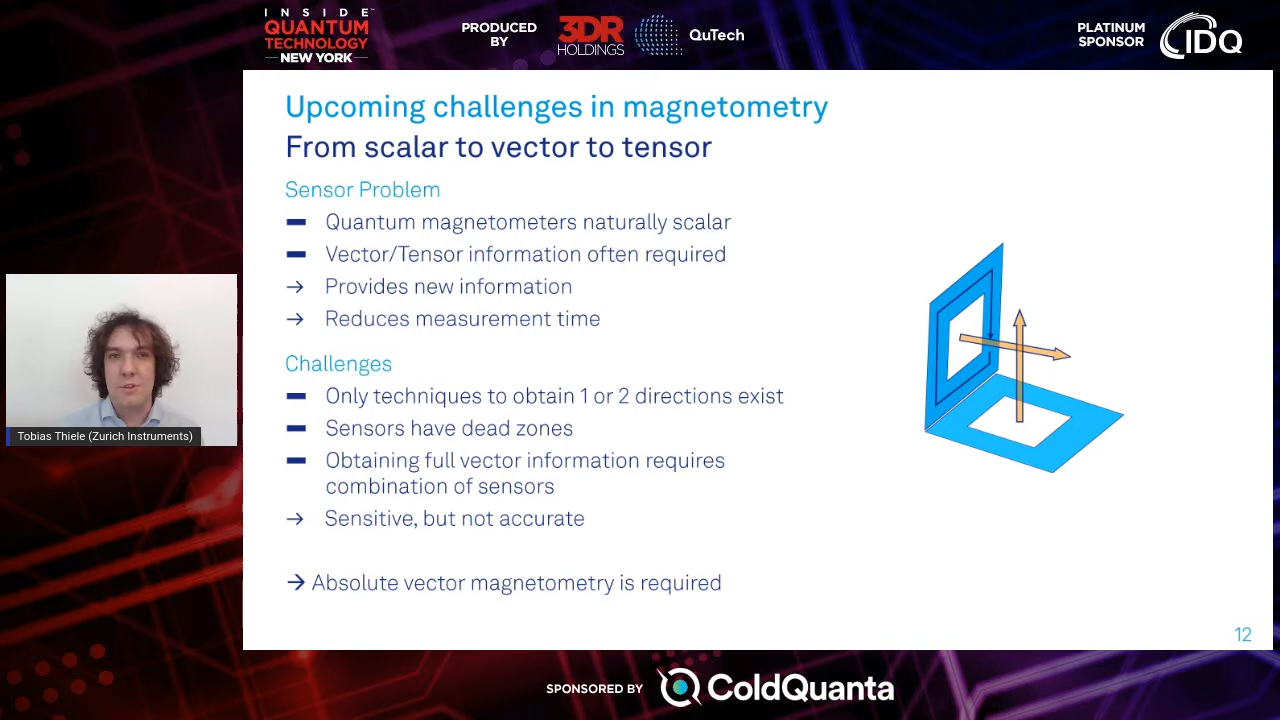 INSIDE™
QUANTUM
TECHNOLOGY
NEW YORK
PRODUCED
BY
3DR
HOLDINGS
QuTech
PLATINUM
SPONSOR
IDQ
Upcoming challenges in magnetometry
From scalar to vector to tensor
Sensor Problem
Quantum magnetometers naturally scalar
Vector/Tensor information often required
→ Provides new information
→ Reduces measurement time
Challenges
Only techniques to obtain 1 or 2 directions exist
Sensors have dead zones
Obtaining full vector information requires
combination of sensors
→ Sensitive, but not accurate
→ Absolute vector magnetometry is required
12
Tobias Thiele (Zurich Instruments)
SPONSORED BY
ColdQuanta